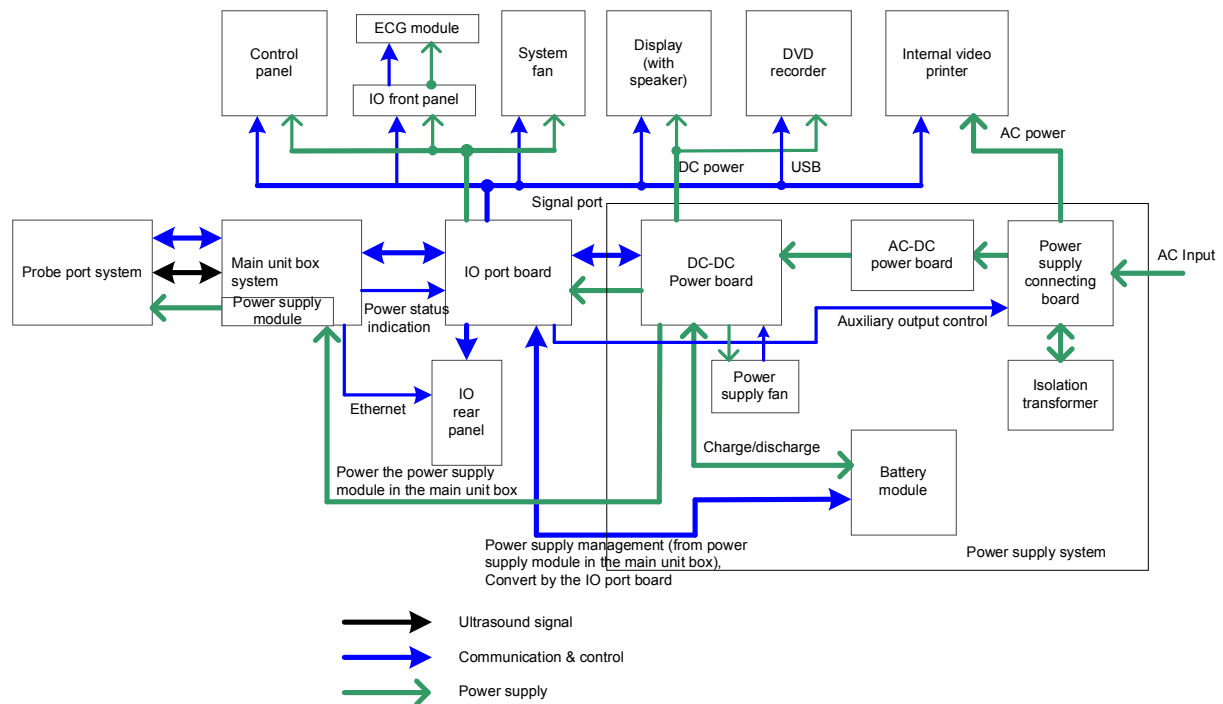 ECG module
Control
panel
System
fan
Display
(with
speaker)
DVD
recorder
Internal video
printer
IO front panel
AC power
DC power
USB
Signal port
Probe port system
Main unit box
system
Power supply
module
IO port board
DC-DC
Power board
AC-DC
power board
Power
supply
connecting
board
AC Input
Power status
indication
Auxiliary output control
Power
supply fan
Isolation
transformer
IO
rear
panel
Ethernet
Charge/discharge
Battery
module
Power the power supply
module in the main unit box
Power supply management (from power
supply module in the main unit box),
Convert by the IO port board
Power supply system
Ultrasound signal
Communication & control
Power supply